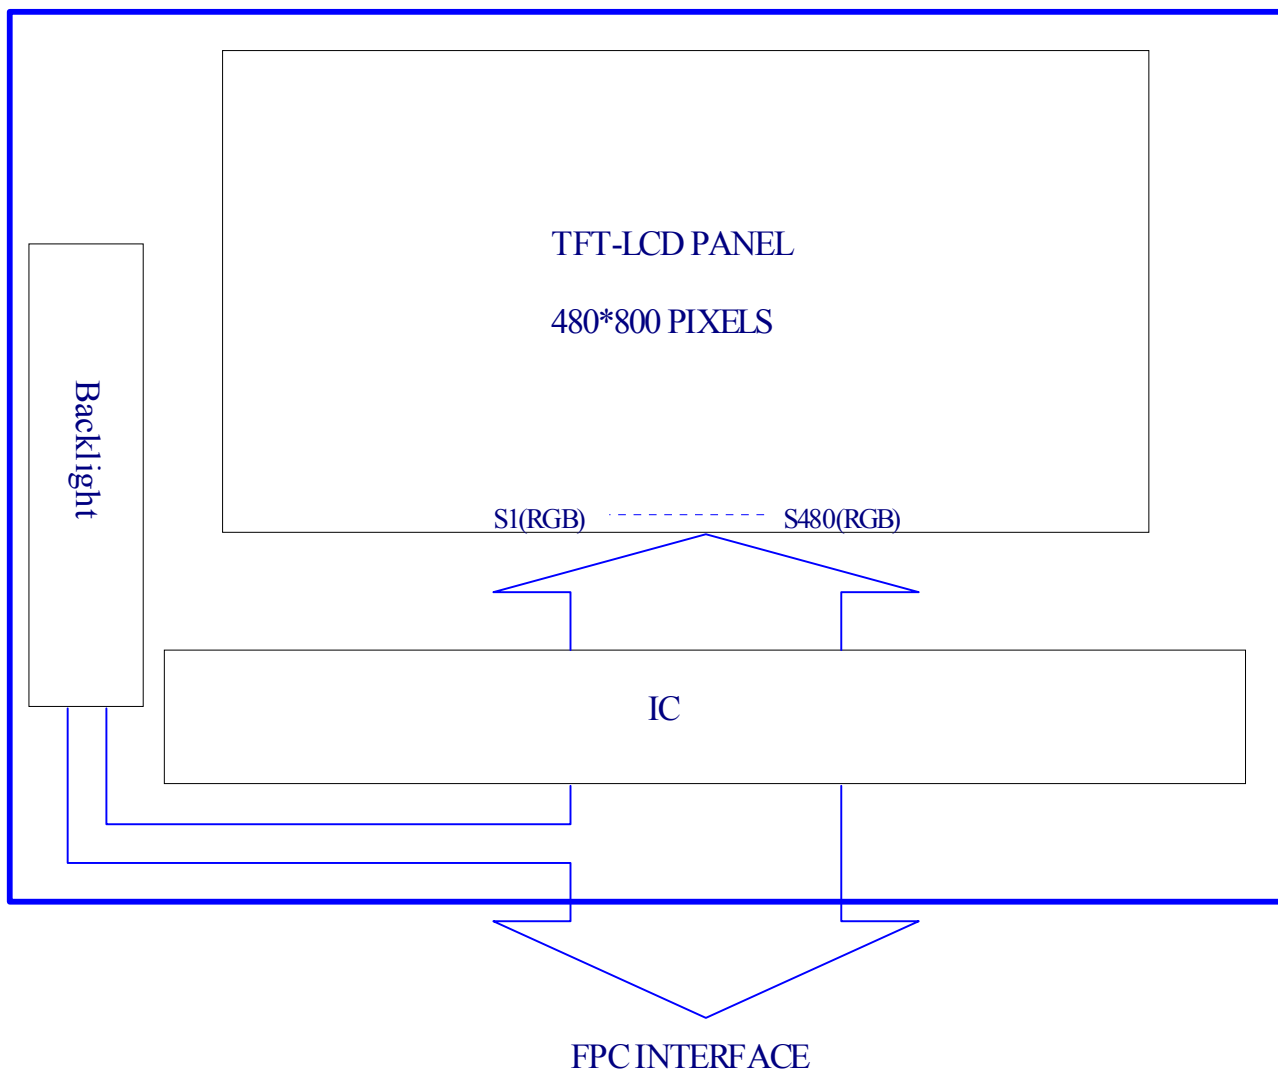 TFT-LCD PANEL
480*800 PIXELS
Backlight
S1(RGB) S480(RGB)
IC
FPC INTERFACE